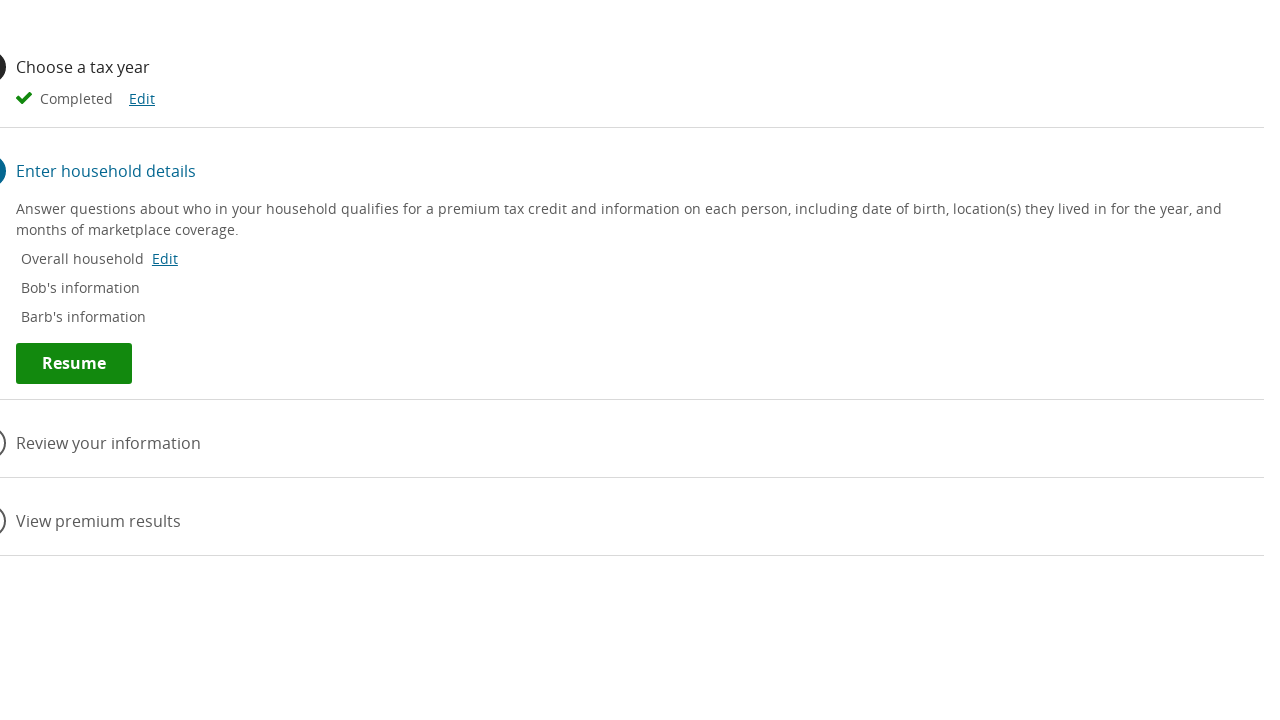 Choose a tax year
Completed Edit
Enter household details
Answer questions about who in your household qualifies for a premium tax credit and information on each person, including date of birth, location(s) they lived in for the year, and
months of marketplace coverage.
Overall household Edit
Bob's information
Barb's information
Resume
Review your information
View premium results